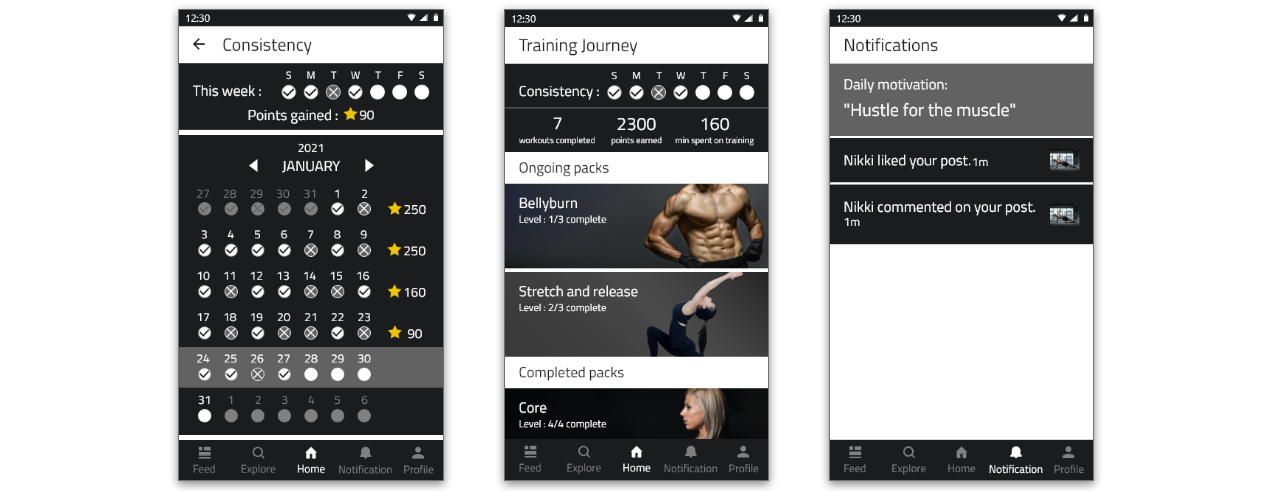 12:30
Consistency
S M T W T F S
This week :
Points gained : 90
2021
JANUARY
27 28 29 30 31 1 2
250
3 4 5 6 7 8 9
250
10 11 12 13 14 15 16
160
17 18 19 20 21 22 23
90
24 25 26 27 28 29 30
31 1 2 3 4 5 6
Feed Explore Home Notification Profile
12:30
Training Journey
S M T W T F S
Consistency :
7 2300 160
workouts completed points earned min spent on training
Ongoing packs
Bellyburn
Level : 1/3 complete
Stretch and release
Level : 2/3 complete
Completed packs
Core
Level : 4/4 complete
Feed Explore Home Notification Profile
12:30
Notifications
Daily motivation:
"Hustle for the muscle"
Nikki liked your post. 1m
Nikki commented on your post.
1m
Feed Explore Home Notification Profile